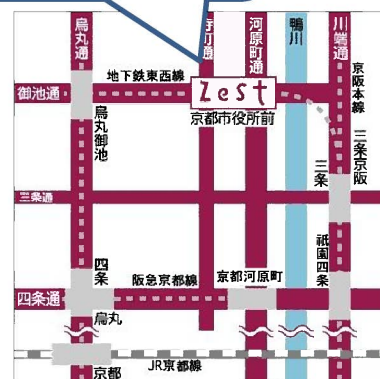 烏丸通
寺町通
河原町通
鴨川
川端通
地下鉄東西線
京阪本線
御池通
zest
京都市役所前
烏丸御池
三条京阪
三条
三条通
祇園四条
四条
阪急京都線
京都河原町
四条通
烏丸
JR京都線
京都